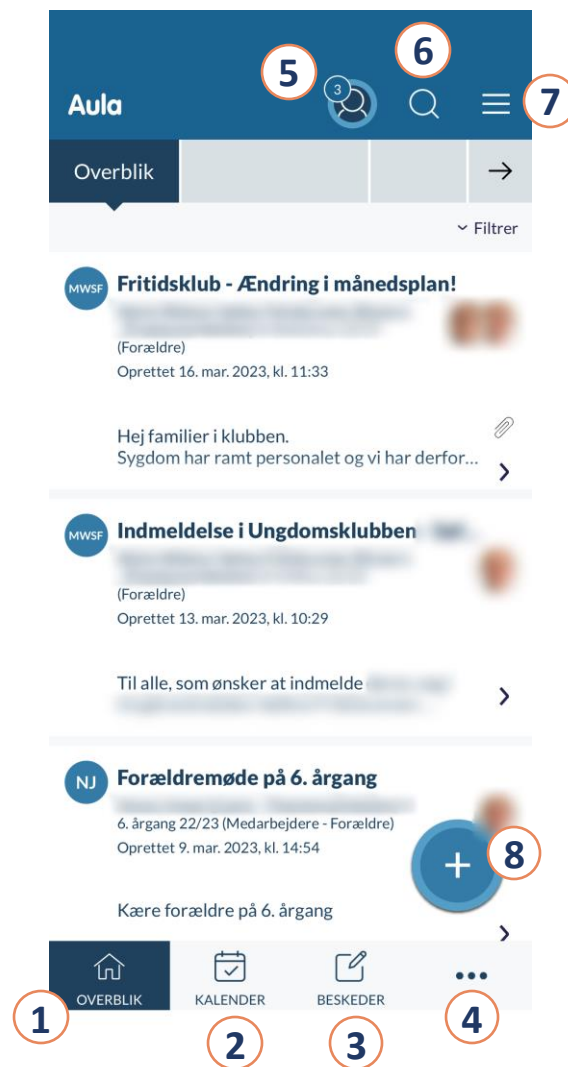 5
6
3
Aula
7
Overblik
Filtrer
MWSF
Fritidsklub - Ændring i månedsplan!
(Forældre)
Oprettet 16. mar. 2023, kl. 11:33
Hej familier i klubben.
Sygdom har ramt personalet og vi har derfor...
MWSF
Indmeldelse i Ungdomsklubben
(Forældre)
Oprettet 13. mar. 2023, kl. 10:29
Til alle, som ønsker at indmelde
NJ
Forældremøde på 6. årgang
6. årgang 22/23 (Medarbejdere - Forældre)
Oprettet 9. mar. 2023, kl. 14:54
8
Kære forældre på 6. årgang
OVERBLIK
KALENDER
BESKEDER
1
2
3
4